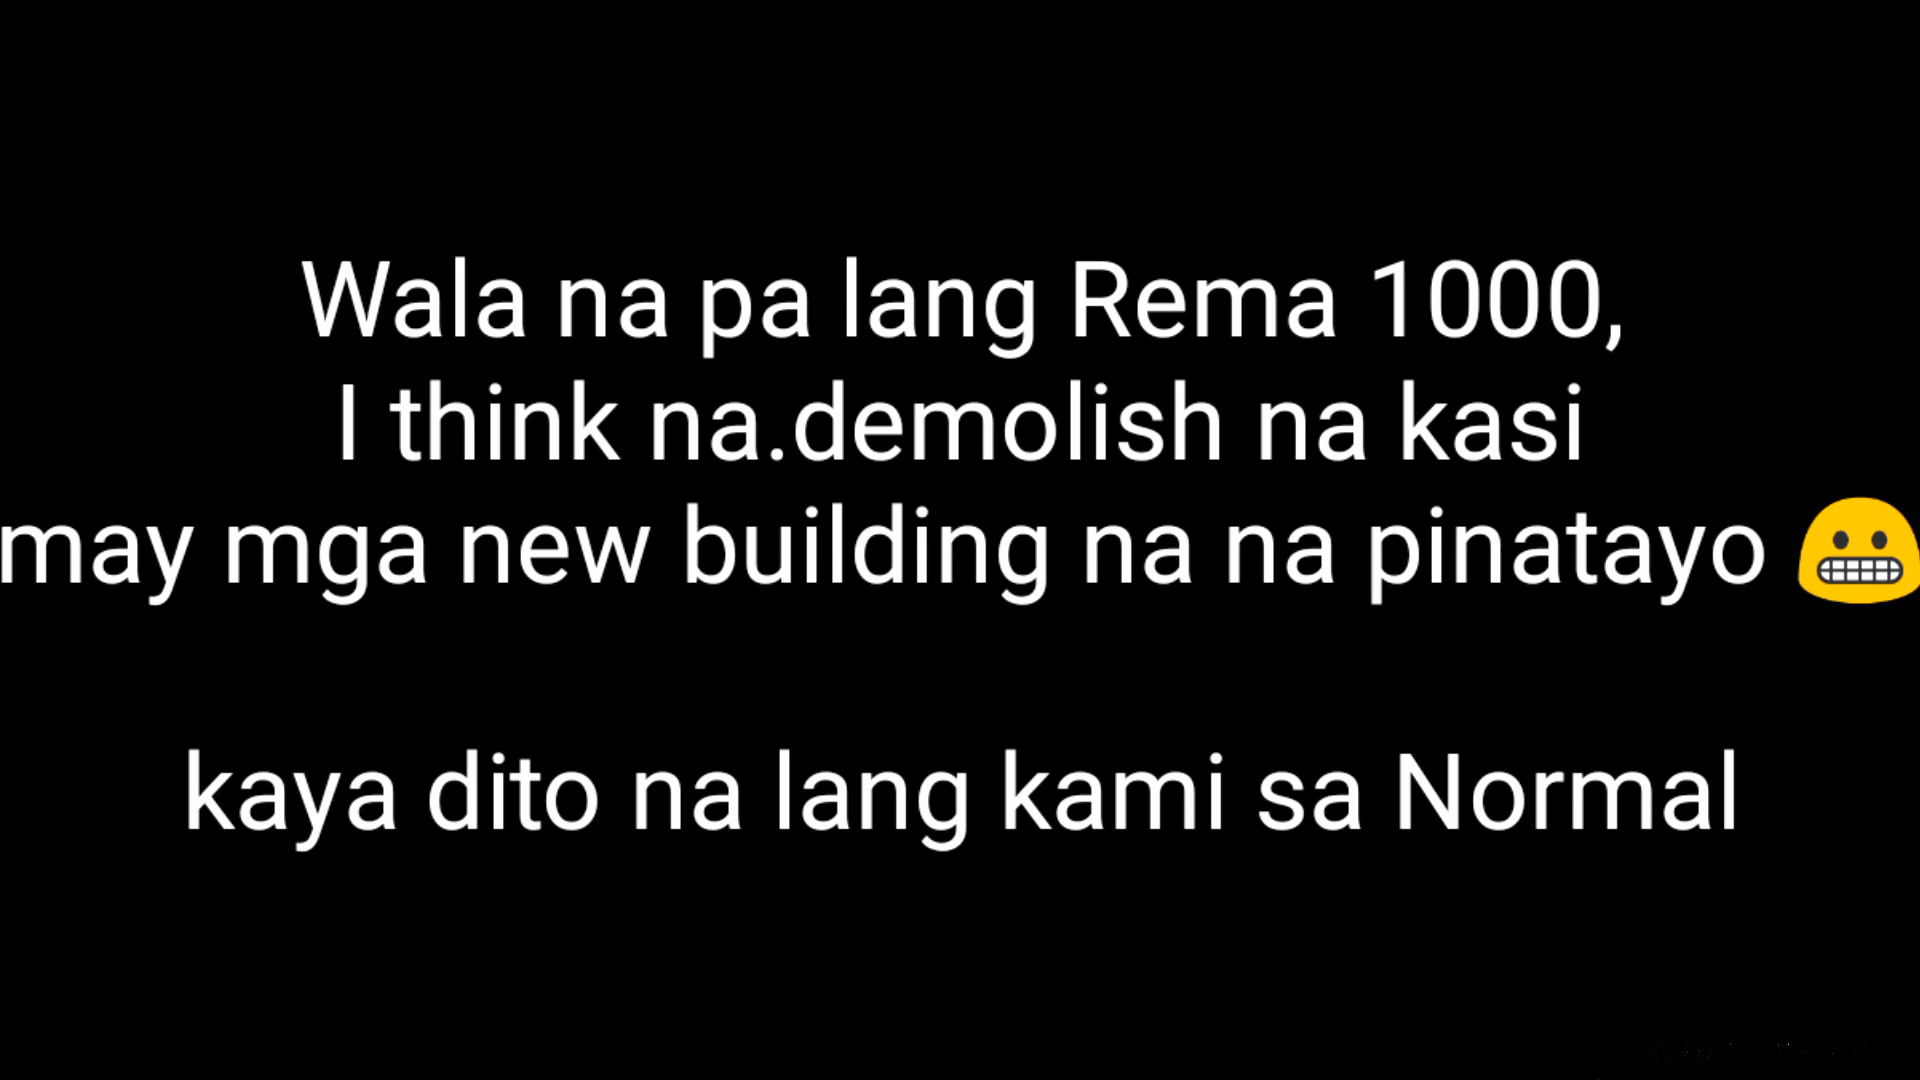 Wala na pa lang Rema 1000,
I think na.demolish na kasi
may mga new building na na pinatayo 😬
kaya dito na lang kami sa Normal